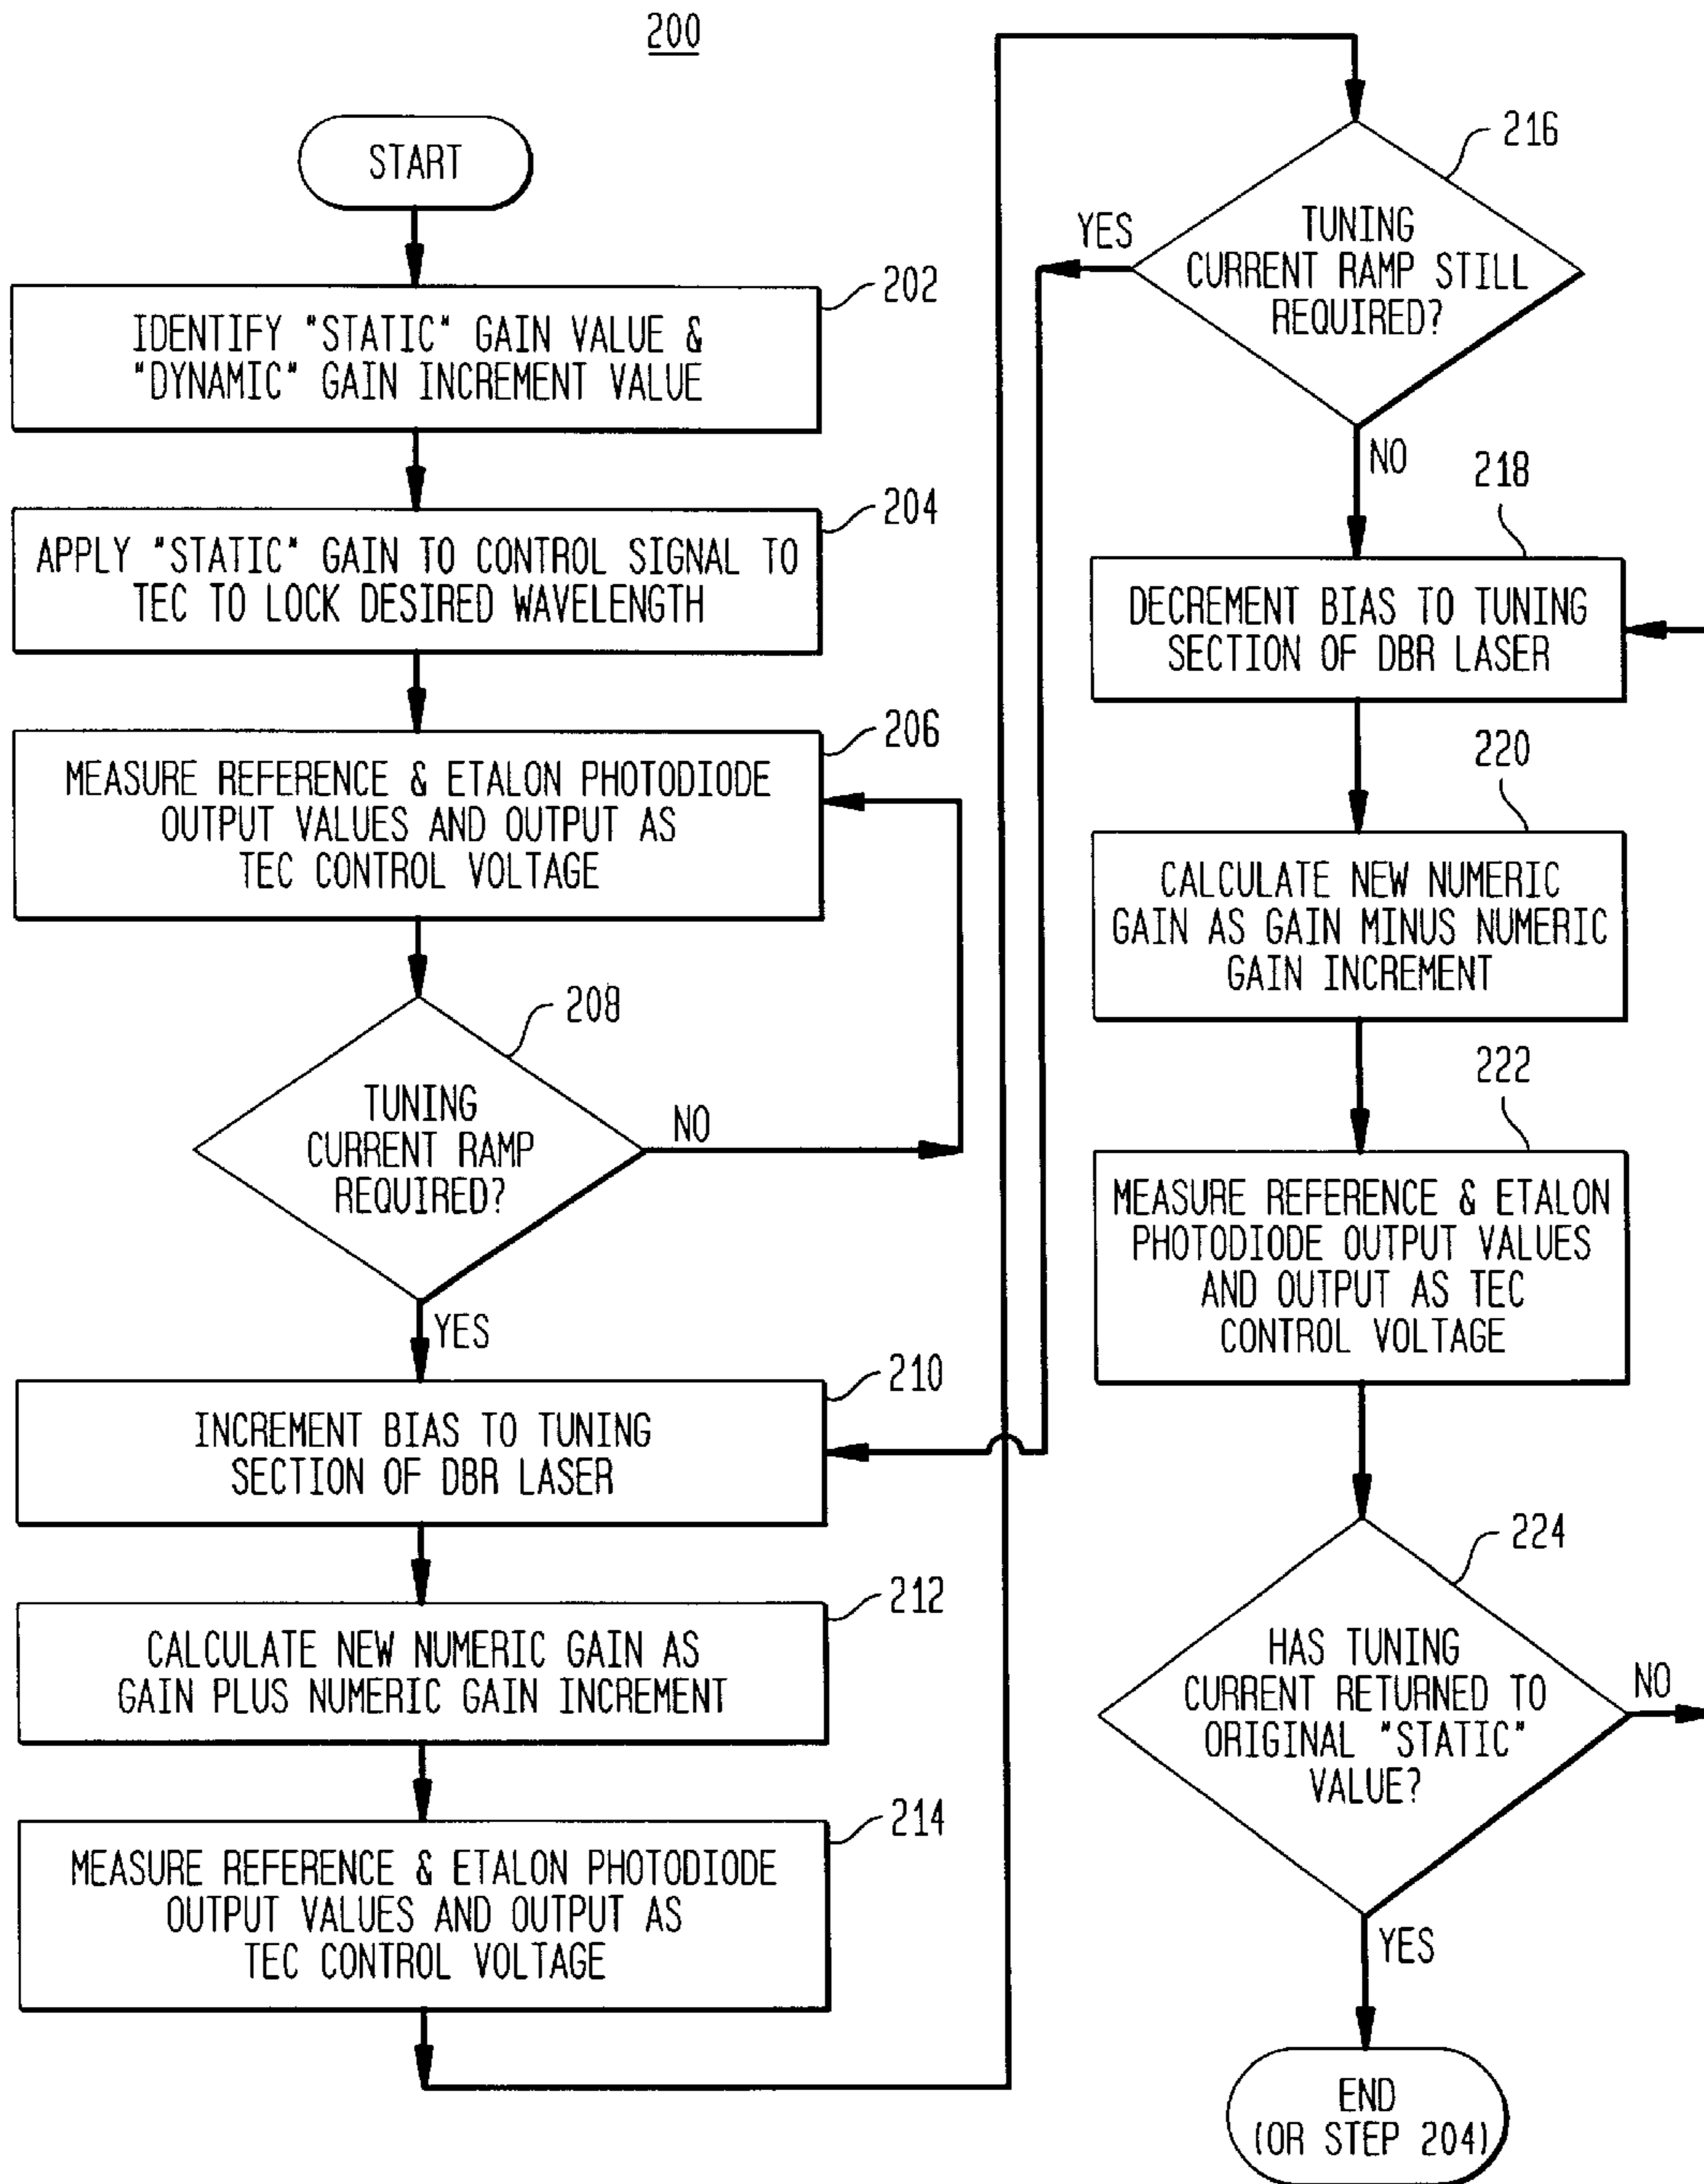 200
START
202
IDENTIFY "STATIC" GAIN VALUE &
"DYNAMIC" GAIN INCREMENT VALUE
204
APPLY "STATIC" GAIN TO CONTROL SIGNAL TO
TEC TO LOCK DESIRED WAVELENGTH
206
MEASURE REFERENCE & ETALON PHOTODIODE
OUTPUT VALUES AND OUTPUT AS
TEC CONTROL VOLTAGE
208
TUNING
CURRENT RAMP
REQUIRED?
NO
YES
210
INCREMENT BIAS TO TUNING
SECTION OF DBR LASER
212
CALCULATE NEW NUMERIC GAIN AS
GAIN PLUS NUMERIC GAIN INCREMENT
214
MEASURE REFERENCE & ETALON PHOTODIODE
OUTPUT VALUES AND OUTPUT AS
TEC CONTROL VOLTAGE
216
TUNING
CURRENT RAMP STILL
REQUIRED?
YES
NO
218
DECREMENT BIAS TO TUNING
SECTION OF DBR LASER
220
CALCULATE NEW NUMERIC
GAIN AS GAIN MINUS NUMERIC
GAIN INCREMENT
222
MEASURE REFERENCE & ETALON
PHOTODIODE OUTPUT VALUES
AND OUTPUT AS TEC
CONTROL VOLTAGE
224
HAS TUNING
CURRENT RETURNED TO
ORIGINAL "STATIC"
VALUE?
NO
YES
END
(OR STEP 204)